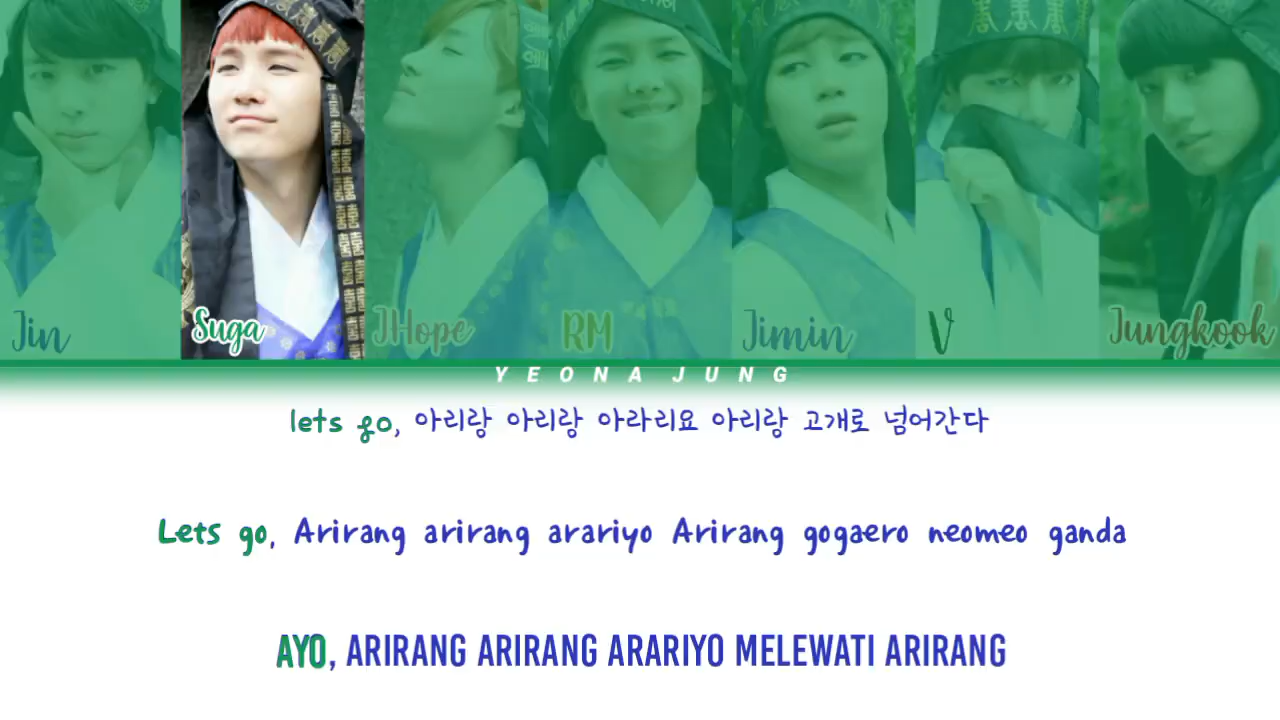 Jin Suga JHope RM Jimin V Jungkook
YEONA JUNG
lets go, 아리랑 아리랑 아라리요 아리랑 고개로 넘어간다
Lets go, Arirang arirang arariyo Arirang gogaero neomeo ganda
AYO, ARIRANG ARIRANG ARARIYO MELEWATI ARIRANG